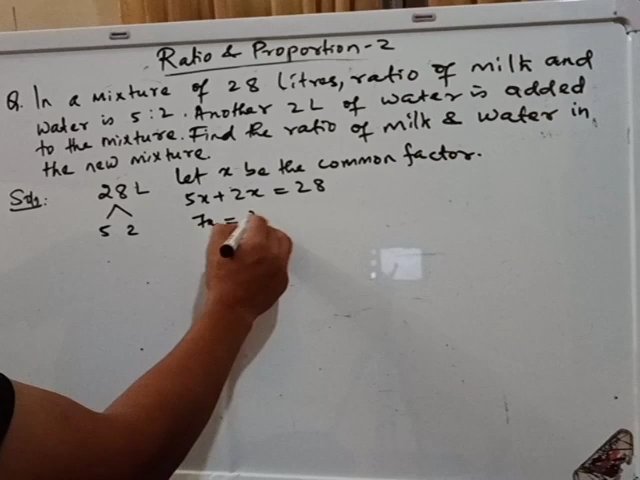 Ratio & Proportion-2
Q. In a mixture of 28 litres, ratio of milk and
water is 5:2. Another 2L of water is added
to the mixture. Find the ratio of milk & water in
the new mixture.
Let x be the common factor.
Soln: 28 L 5x+2x = 28
5 2 7x =